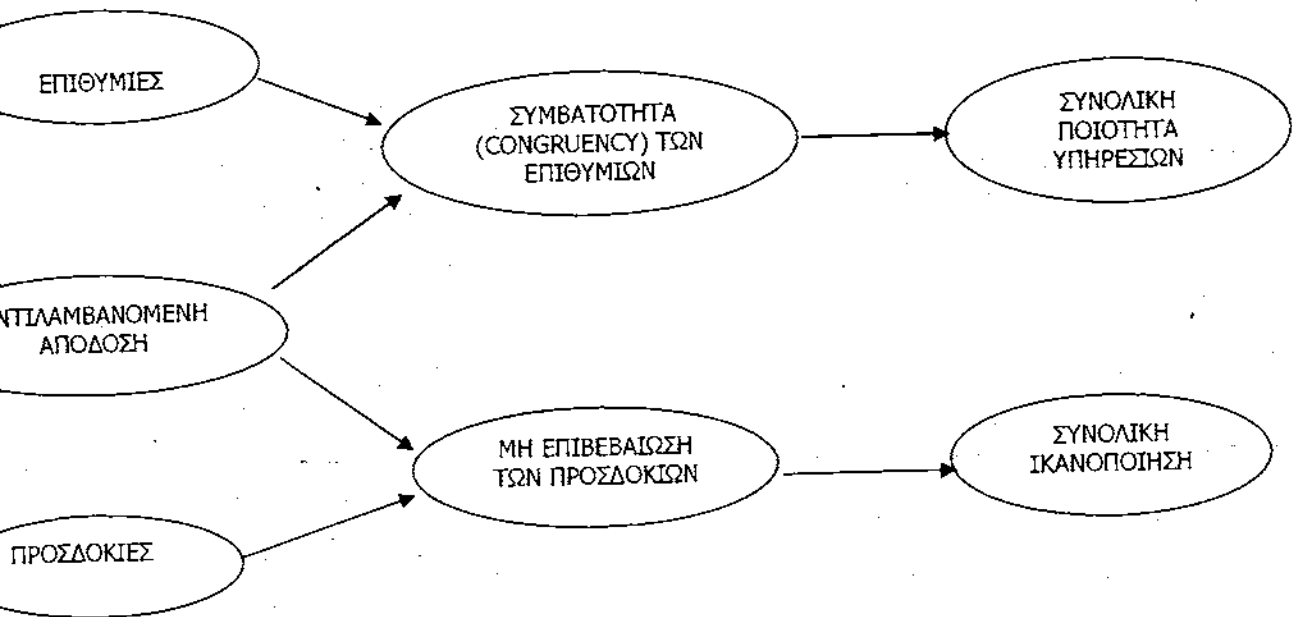 ΕΠΙΘΥΜΙΕΣ
ΣΥΜΒΑΤΟΤΗΤΑ
(CONGRUENCY) ΤΩΝ
ΕΠΙΘΥΜΙΩΝ
ΣΥΝΟΛΙΚΗ
ΠΟΙΟΤΗΤΑ
ΥΠΗΡΕΣΙΩΝ
ΝΤΙΛΑΜΒΑΝΟΜΕΝΗ
ΑΠΟΔΟΣΗ
ΜΗ ΕΠΙΒΕΒΑΙΩΣΗ
ΤΩΝ ΠΡΟΣΔΟΚΙΩΝ
ΣΥΝΟΛΙΚΗ
ΙΚΑΝΟΠΟΙΗΣΗ
ΠΡΟΣΔΟΚΙΕΣ